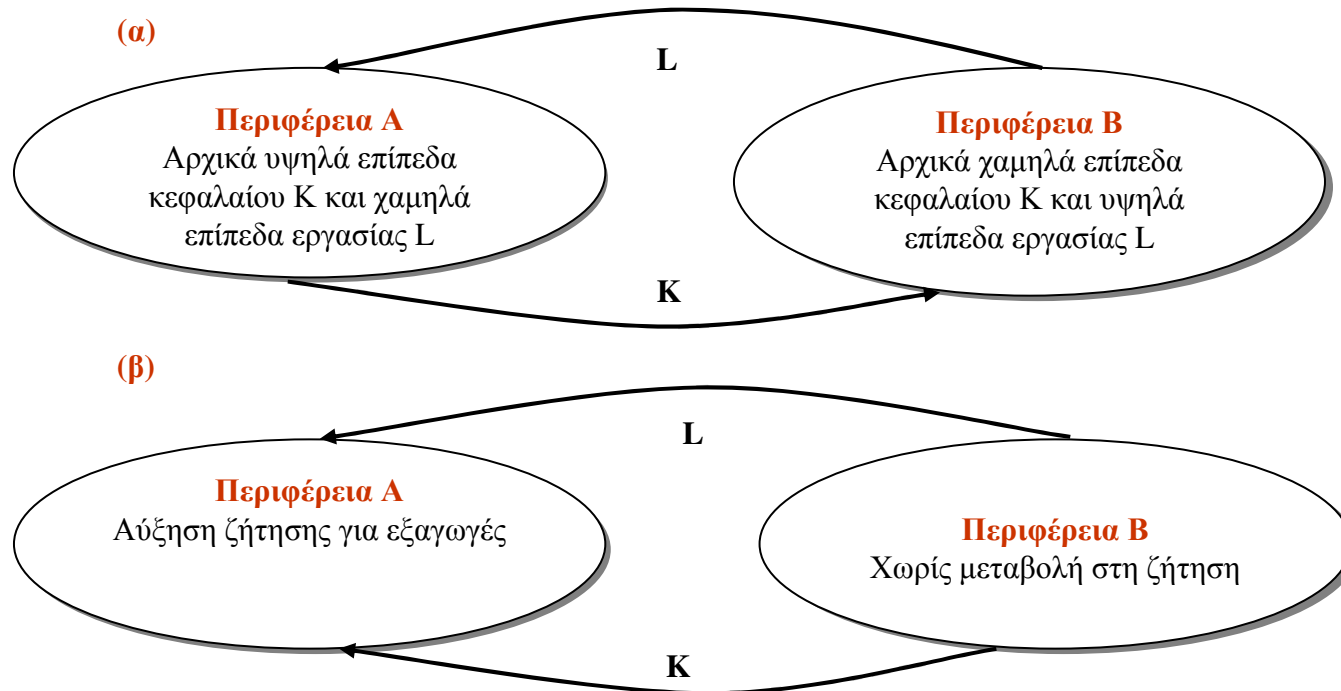 (α)
L
Περιφέρεια Α
Αρχικά υψηλά επίπεδα
κεφαλαίου Κ και χαμηλά
επίπεδα εργασίας L
Περιφέρεια Β
Αρχικά χαμηλά επίπεδα
κεφαλαίου Κ και υψηλά
επίπεδα εργασίας L
K
(β)
L
Περιφέρεια Α
Αύξηση ζήτησης για εξαγωγές
Περιφέρεια Β
Χωρίς μεταβολή στη ζήτηση
K